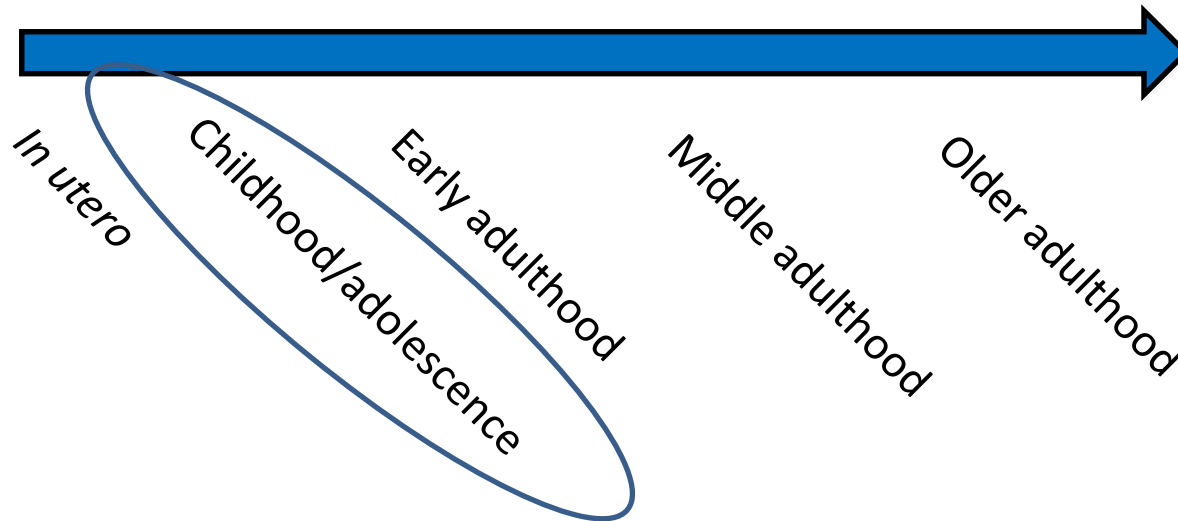 In utero
Childhood/adolescence
Early adulthood
Middle adulthood
Older adulthood